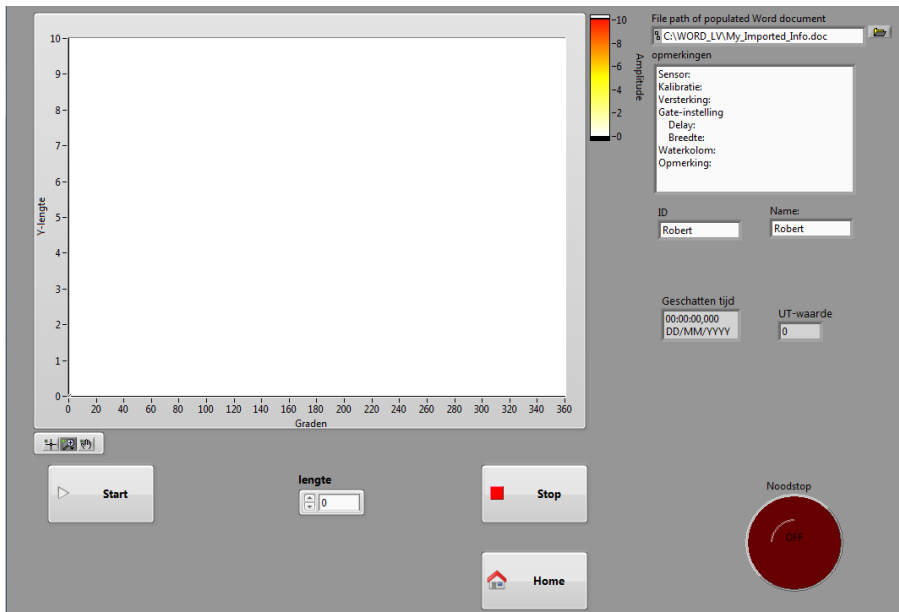 File path of populated Word document
C:\WORD_LV\My_Imported_Info.doc
opmerkingen
Sensor:
Kalibratie:
Versterking:
Gate-instelling
Delay:
Breedte:
Waterkolom:
Opmerking:
ID
Name:
Robert
Robert
Geschatten tijd
00:00:00,000
DD/MM/YYYY
UT-waarde
0
10
9
8
7
6
5
4
3
2
1
0
Y-lengte
0 20 40 60 80 100 120 140 160 180 200 220 240 260 280 300 320 340 360
Graden
-10
-8
-6
-4
-2
-0
Amplitude
Start
lengte
0
Stop
Home
Noodstop
OFF